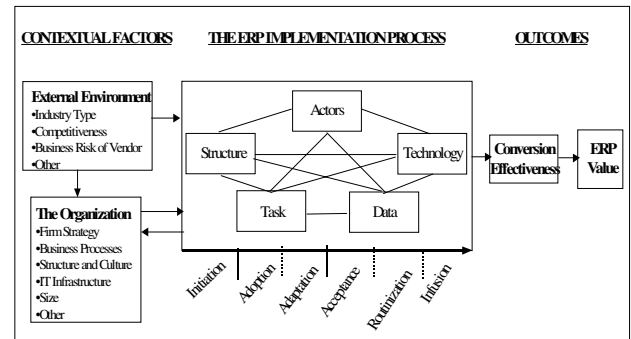 CONTEXTUAL FACTORS
THE ERP IMPLEMENTATION PROCESS
OUTCOMES
External Environment
•Industry Type
•Competitiveness
•Business Risk of Vendor
•Other
The Organization
•Firm Strategy
•Business Processes
•Structure and Culture
•IT Infrastructure
•Size
•Other
Actors
Structure
Technology
Task
Data
Initiation
Adoption
Adaptation
Acceptance
Routinization
Infusion
Conversion
Effectiveness
ERP
Value